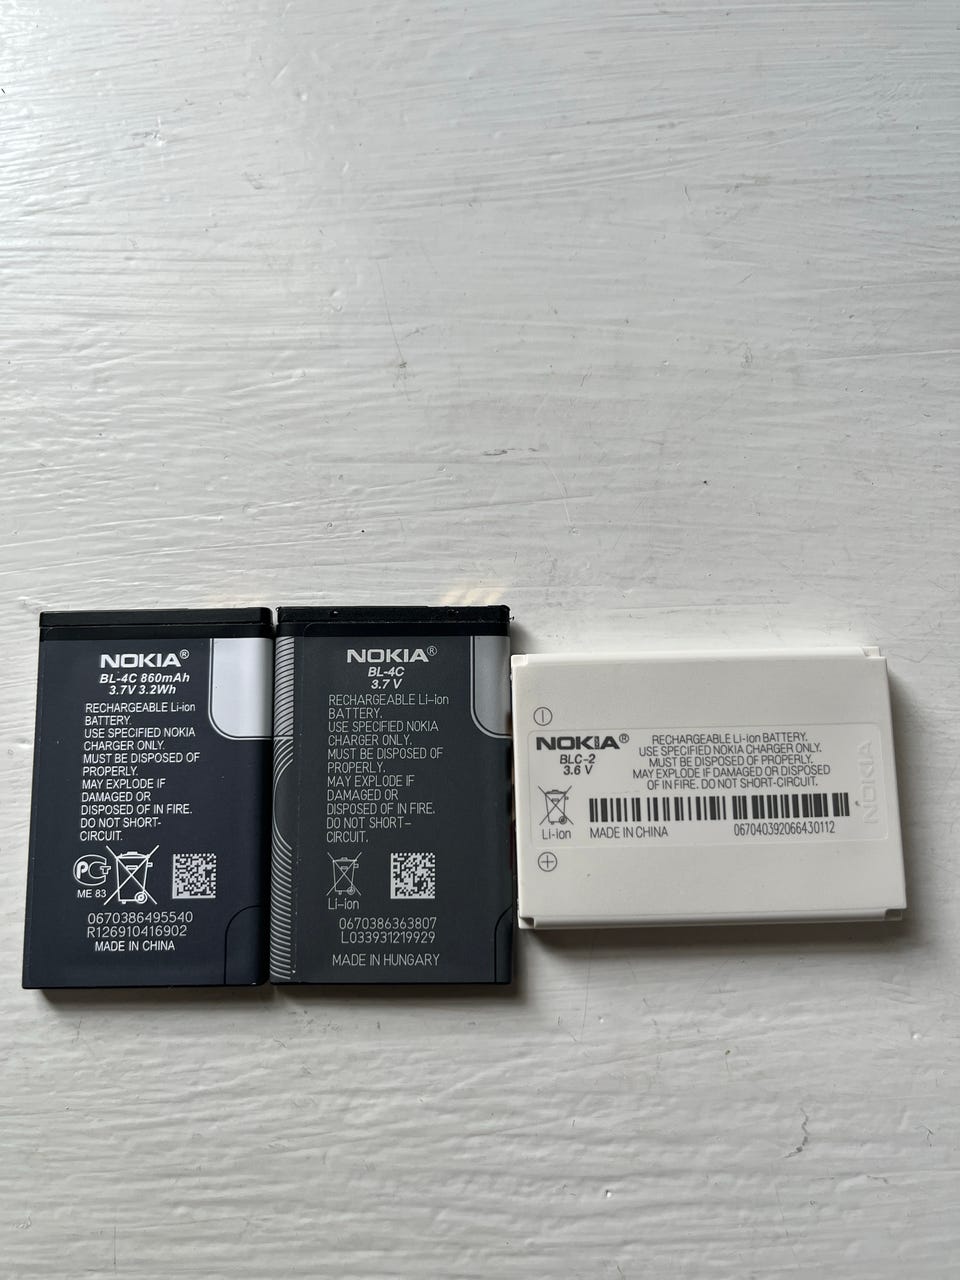 NOKIA®
BL-4C 860mAh
3.7V 3.2Wh
RECHARGEABLE Li-ion
BATTERY.
USE SPECIFIED NOKIA
CHARGER ONLY.
MUST BE DISPOSED OF
PROPERLY.
MAY EXPLODE IF
DAMAGED OR
DISPOSED OF IN FIRE.
DO NOT SHORT-
CIRCUIT.
ME 83
0670386495540
R126910416902
MADE IN CHINA
NOKIA®
BL-4C
3.7 V
RECHARGEABLE Li-ion
BATTERY.
USE SPECIFIED NOKIA
CHARGER ONLY.
MUST BE DISPOSED OF
PROPERLY.
MAY EXPLODE IF
DAMAGED OR
DISPOSED OF IN FIRE.
DO NOT SHORT-
CIRCUIT.
Li-ion
0670386363807
L033931219929
MADE IN HUNGARY
NOKIA®
BLC-2
3.6 V
RECHARGEABLE Li-ion BATTERY.
USE SPECIFIED NOKIA CHARGER ONLY.
MUST BE DISPOSED OF PROPERLY.
MAY EXPLODE IF DAMAGED OR DISPOSED
OF IN FIRE. DO NOT SHORT-CIRCUIT.
Li-ion
MADE IN CHINA
067040392066430112
NOKIA